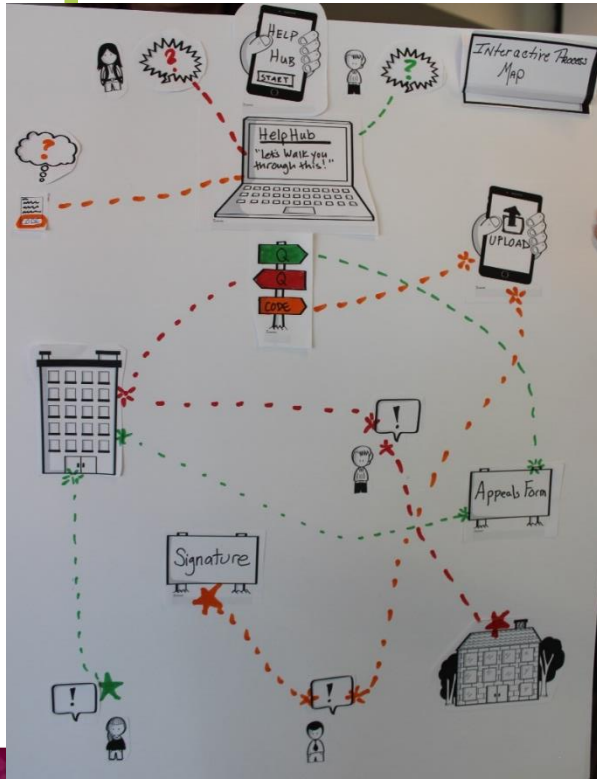 ?
HELP
HUB
START
?
Interactive Process
Map
HelpHub
"Let's walk you
through this!"
?
UPLOAD
Q
Q
CODE
!
Appeals Form
Signature
!
!